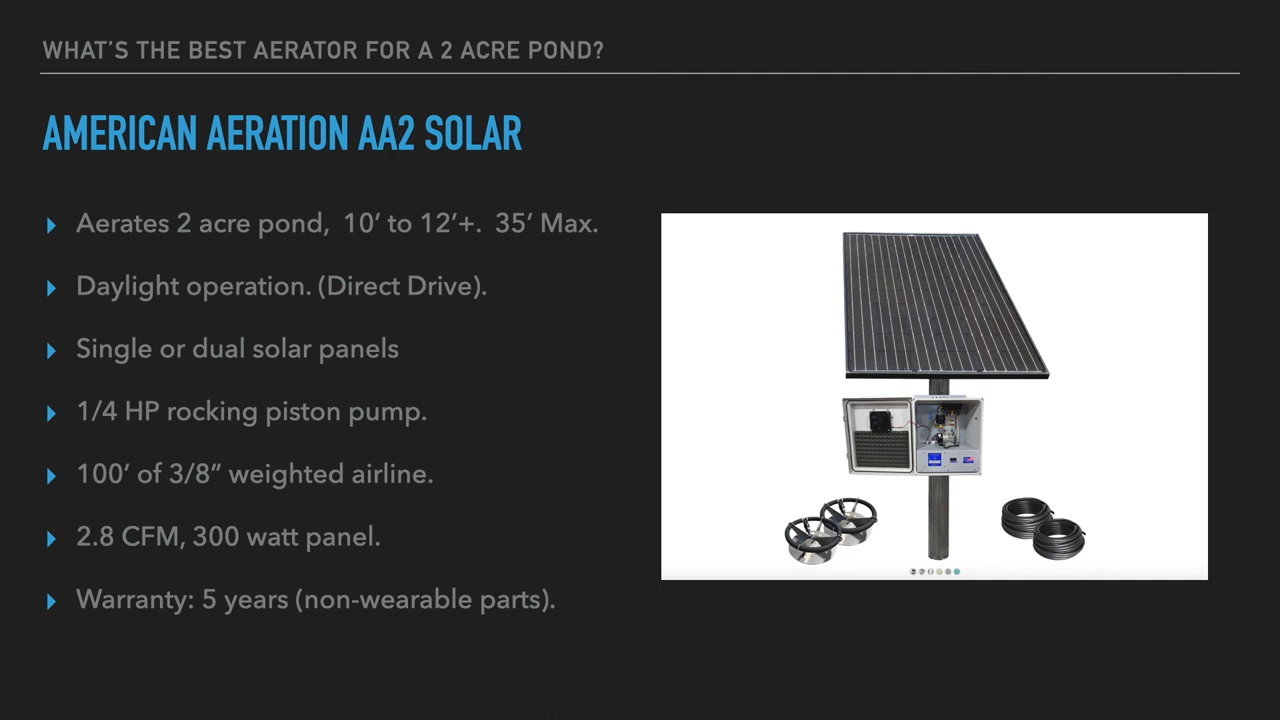 WHAT'S THE BEST AERATOR FOR A 2 ACRE POND?
AMERICAN AERATION AA2 SOLAR
Aerates 2 acre pond, 10’ to 12’+. 35’ Max.
Daylight operation. (Direct Drive).
Single or dual solar panels
1/4 HP rocking piston pump.
100’ of 3/8” weighted airline.
2.8 CFM, 300 watt panel.
Warranty: 5 years (non-wearable parts).